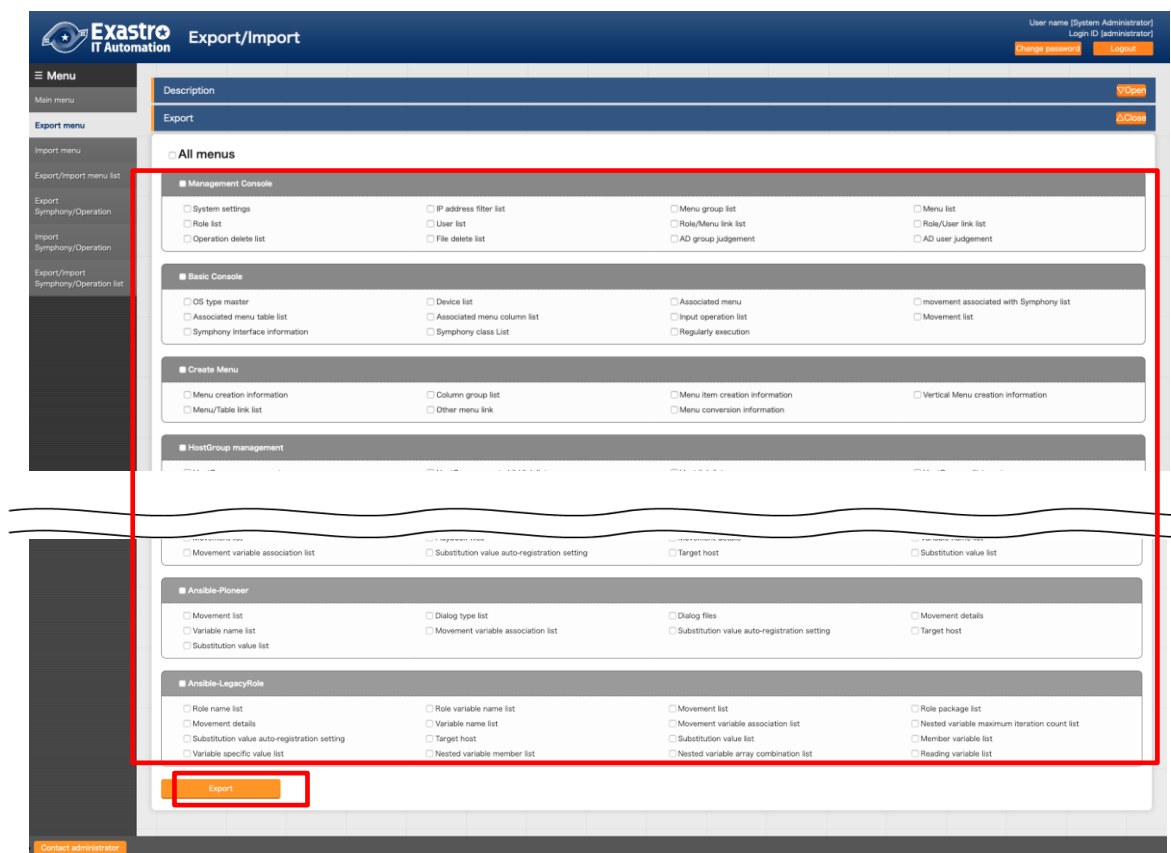 User name [System Administrator]
Login ID [administrator]
Exastro
IT Automation
Export/Import
Change password Logout
≡ Menu
Main menu
Export menu
Import menu
Export/Import menu list
Export
Symphony/Operation
Import
Symphony/Operation
Export/Import
Symphony/Operation list
Description ▽Open
Export △Close
All menus
Management Console
System settings IP address filter list Menu group list Menu list
Role list User list Role/Menu link list Role/User link list
Operation delete list File delete list AD group judgement AD user judgement
Basic Console
OS type master Device list Associated menu movement associated with Symphony list
Associated menu table list Associated menu column list Input operation list Movement list
Symphony Interface information Symphony class List Regularly execution
Create Menu
Menu creation information Column group list Menu item creation information Vertical Menu creation information
Menu/Table link list Other menu link Menu conversion information
HostGroup management
Movement variable association list Substitution value auto-registration setting Target host Substitution value list
Ansible-Pioneer
Movement list Dialog type list Dialog files Movement details
Variable name list Movement variable association list Substitution value auto-registration setting Target host
Substitution value list
Ansible-LegacyRole
Role name list Role variable name list Movement list Role package list
Movement details Variable name list Movement variable association list Nested variable maximum iteration count list
Substitution value auto-registration setting Target host Substitution value list Member variable list
Variable specific value list Nested variable member list Nested variable array combination list Reading variable list
Export
Contact administrator